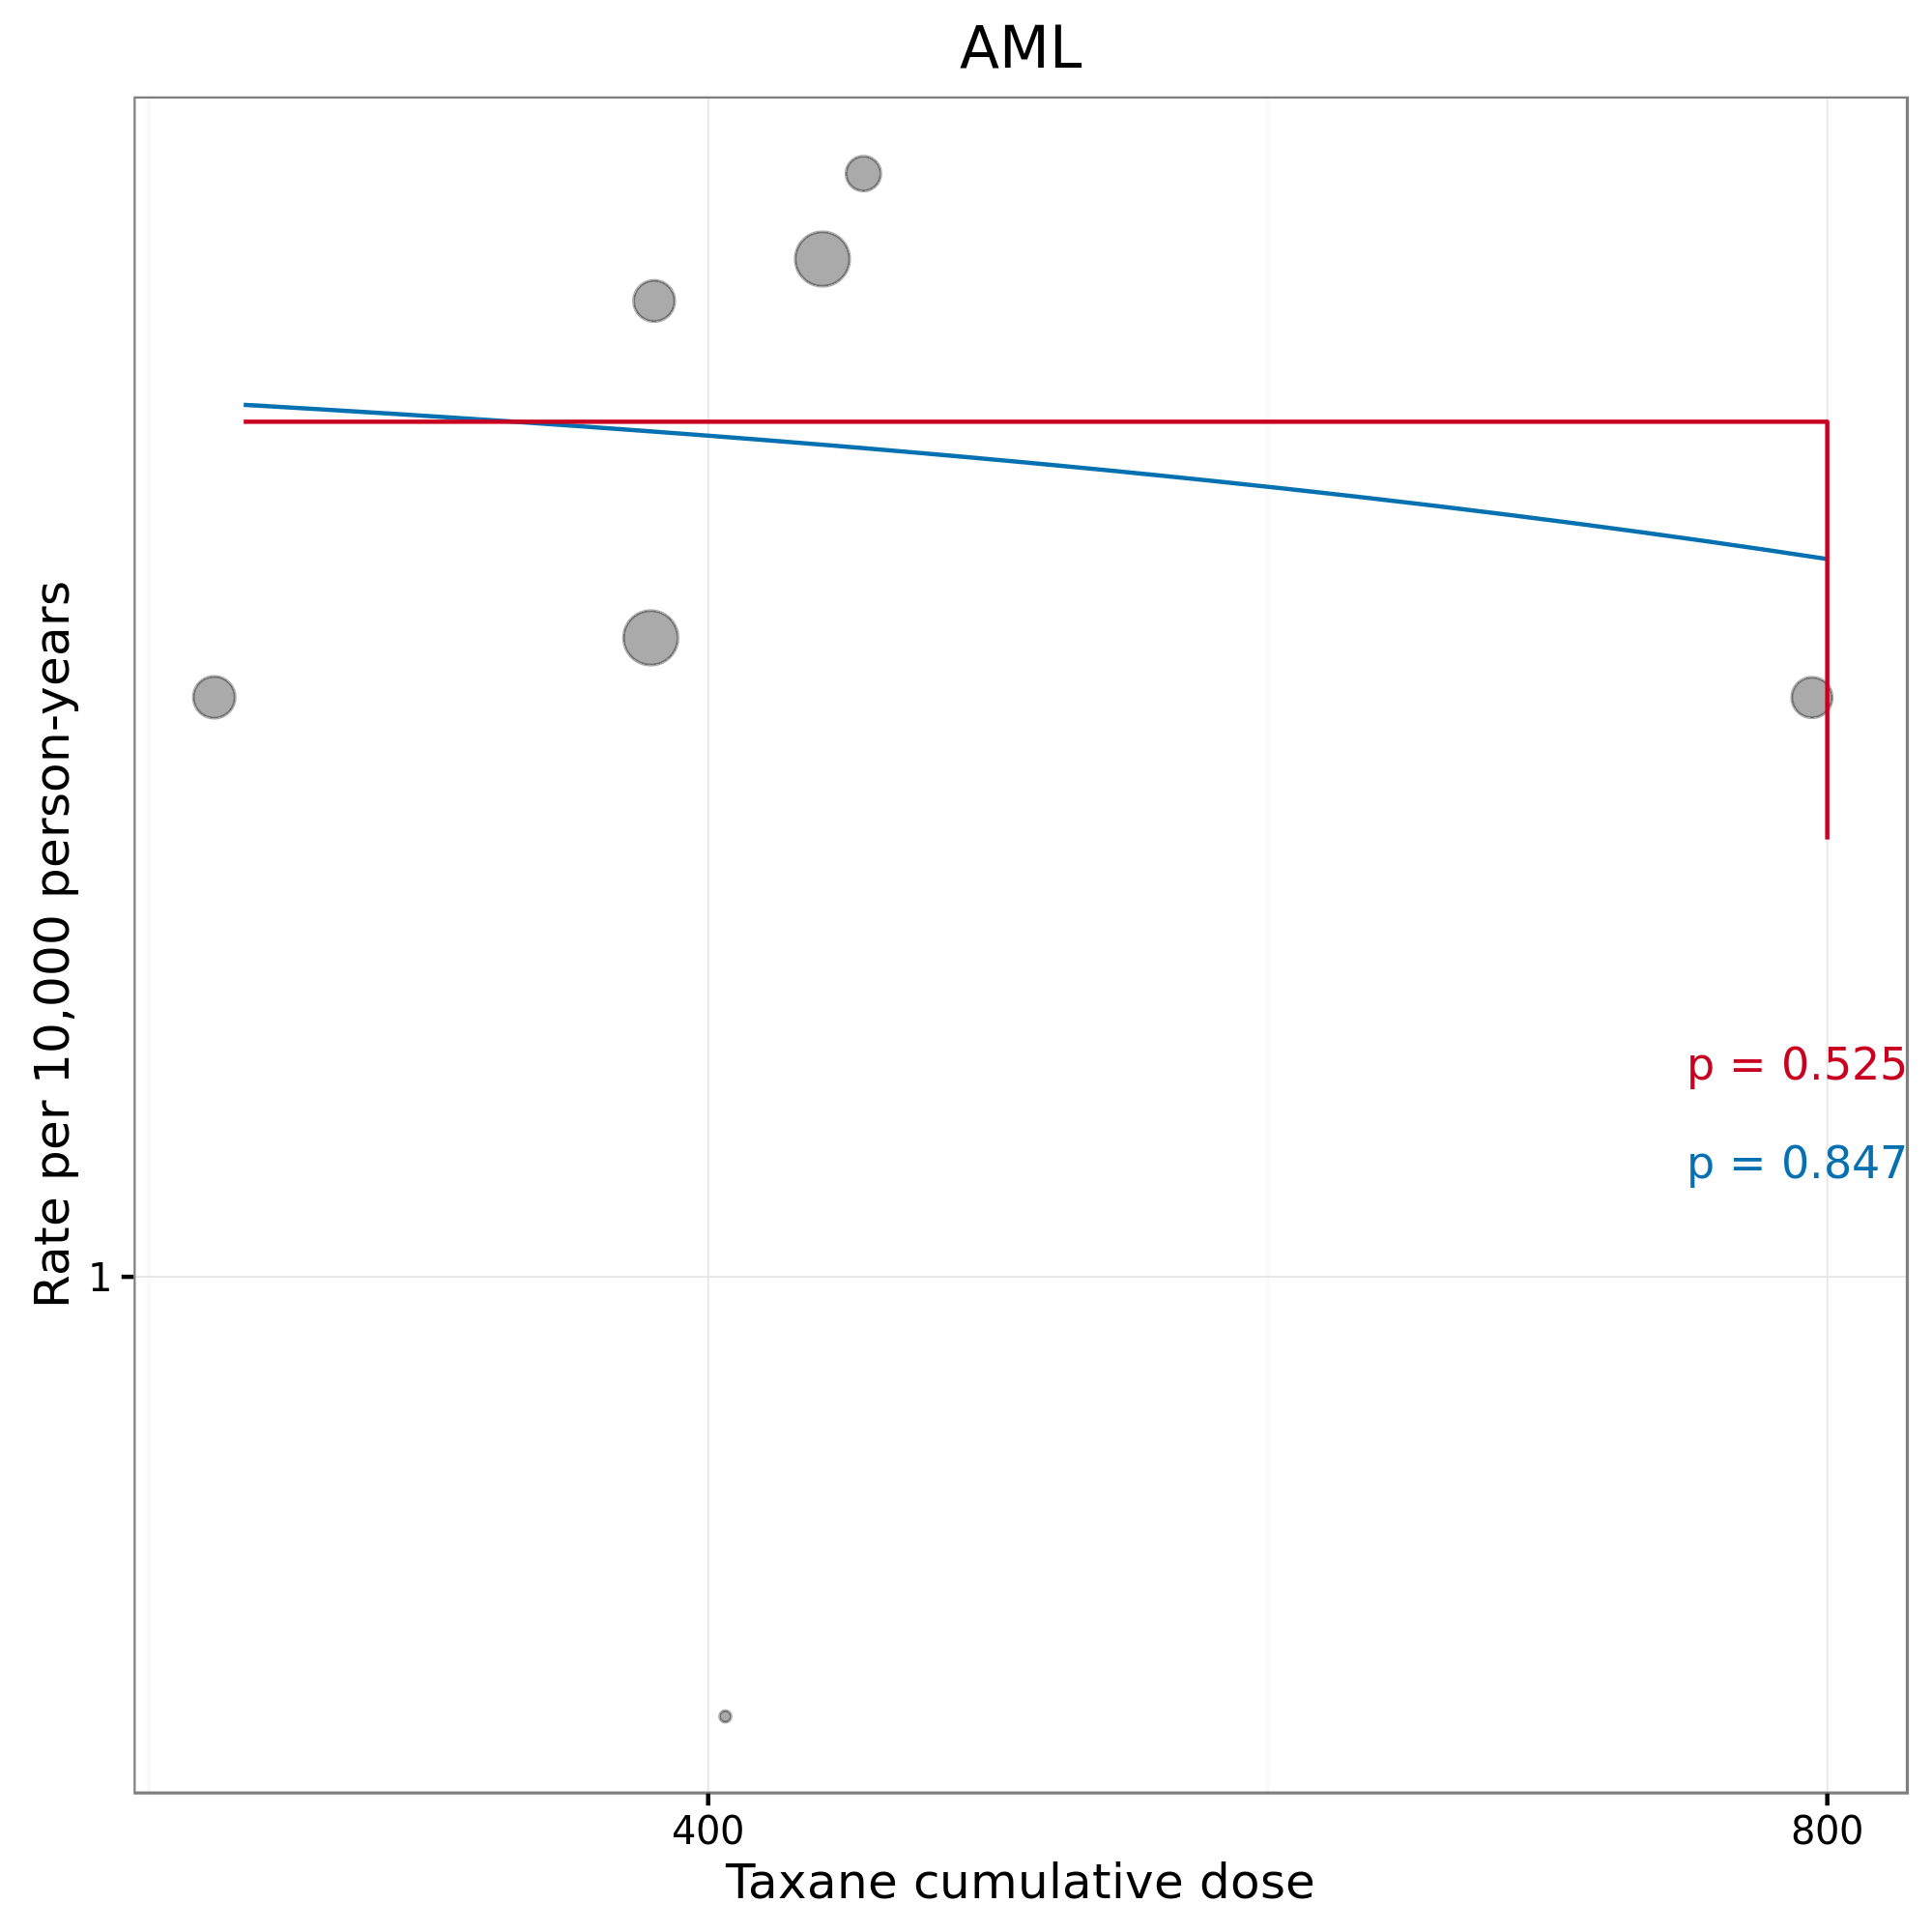 AML
Rate per 10,000 person-years
p = 0.525
p = 0.847
1
400
800
Taxane cumulative dose